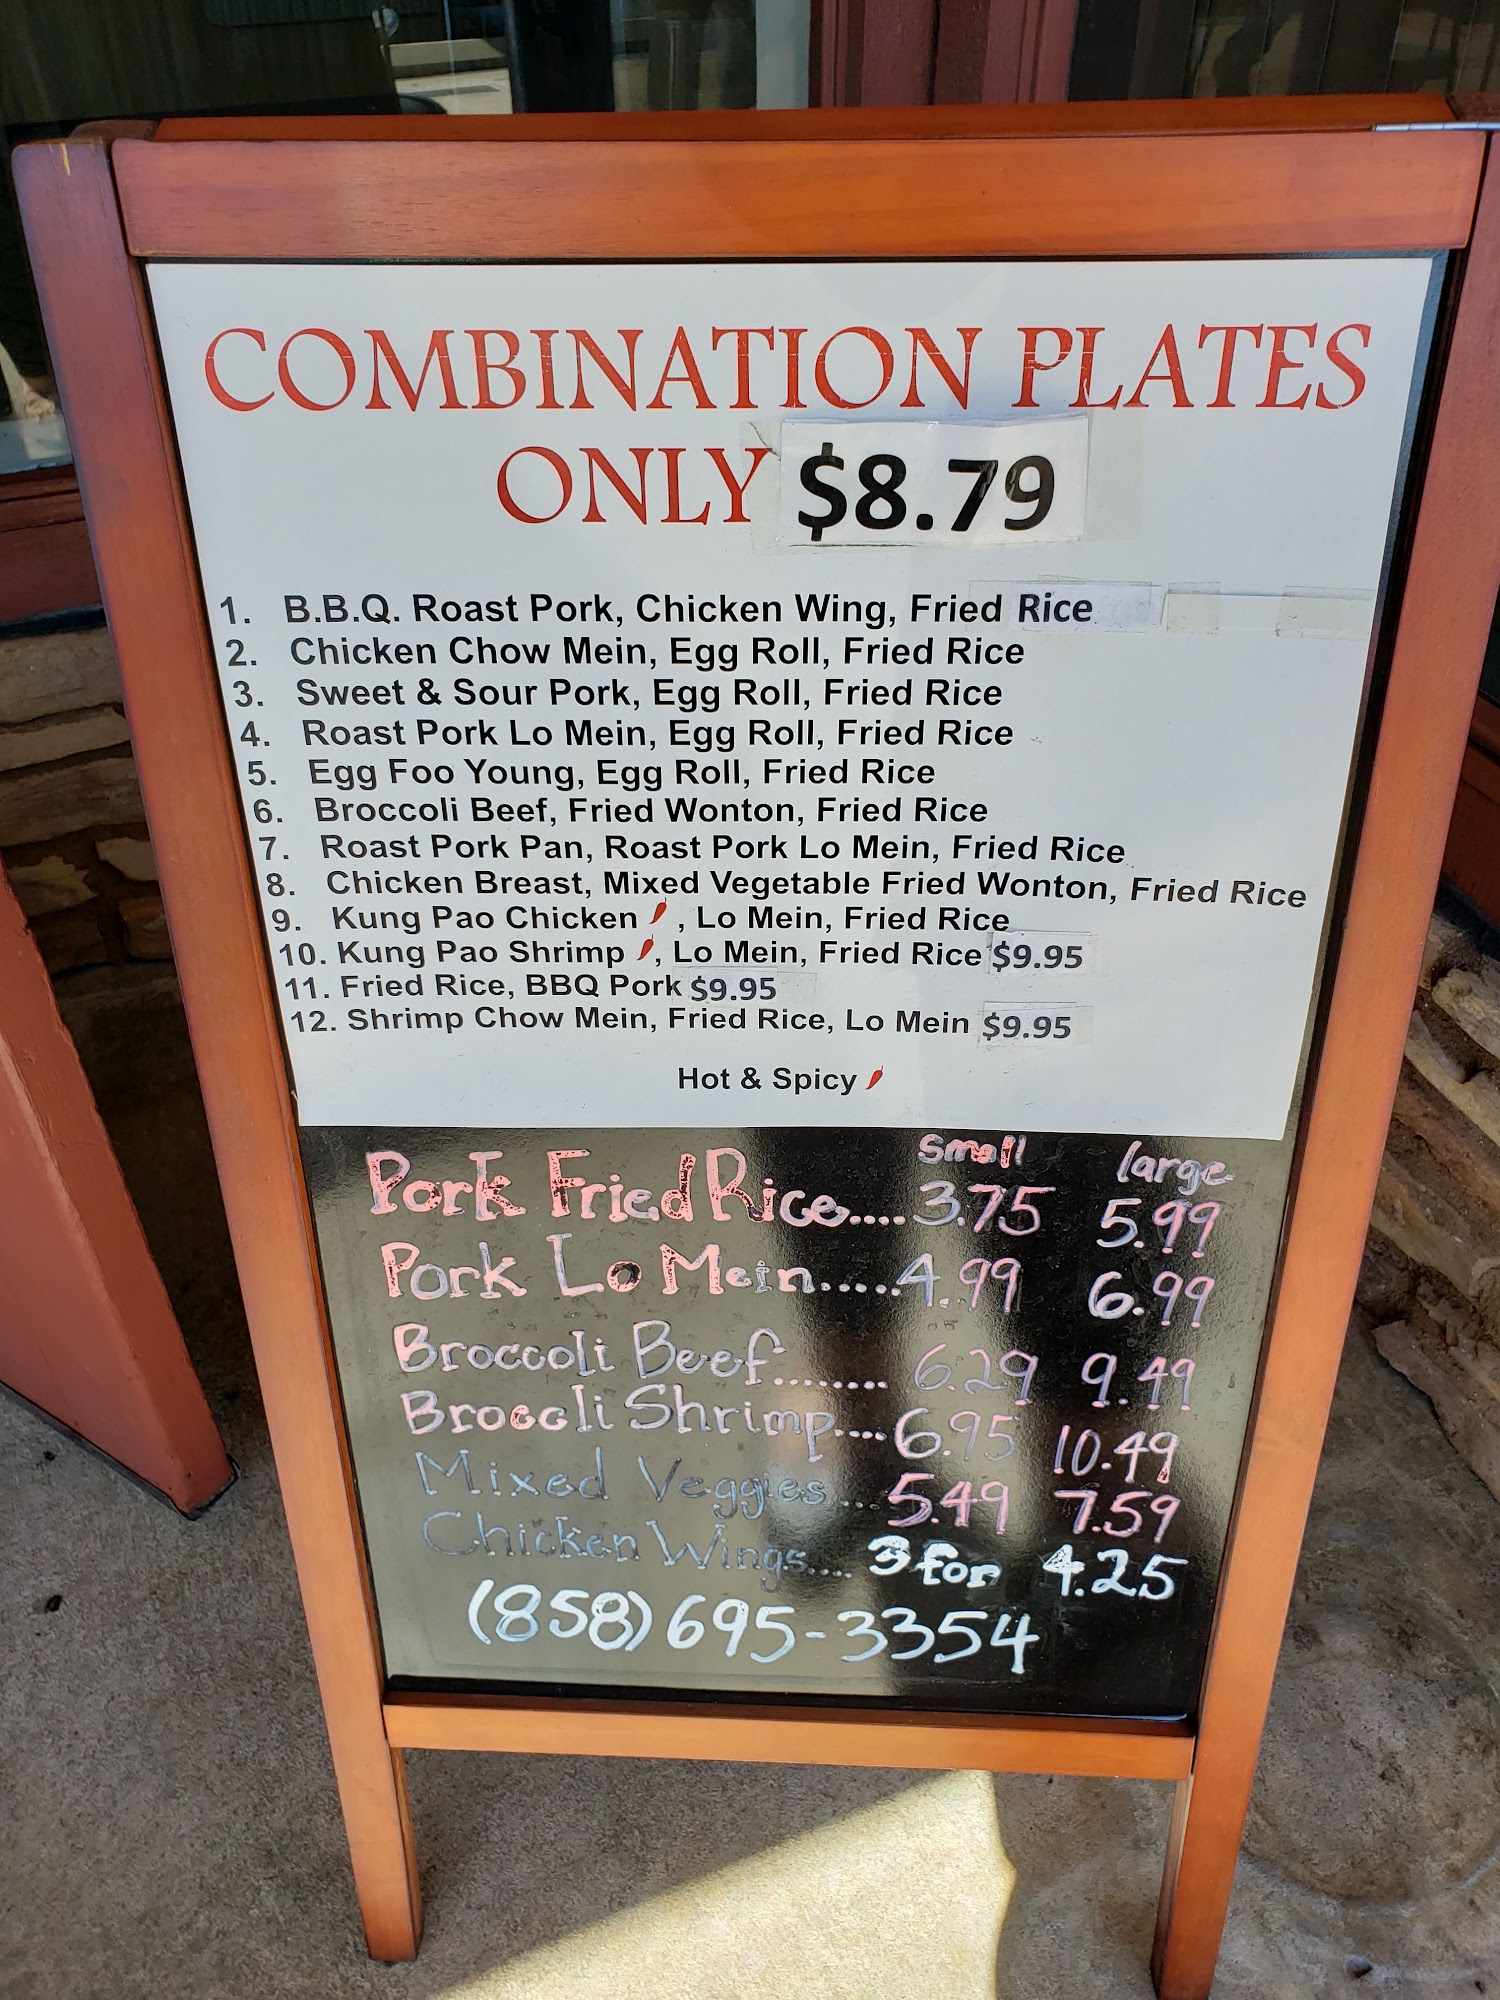 COMBINATION PLATES
ONLY $8.79
1. B.B.Q. Roast Pork, Chicken Wing, Fried Rice
2. Chicken Chow Mein, Egg Roll, Fried Rice
3. Sweet & Sour Pork, Egg Roll, Fried Rice
4. Roast Pork Lo Mein, Egg Roll, Fried Rice
5. Egg Foo Young, Egg Roll, Fried Rice
6. Broccoli Beef, Fried Wonton, Fried Rice
7. Roast Pork Pan, Roast Pork Lo Mein, Fried Rice
8. Chicken Breast, Mixed Vegetable Fried Wonton, Fried Rice
9. Kung Pao Chicken , Lo Mein, Fried Rice
10. Kung Pao Shrimp , Lo Mein, Fried Rice $9.95
11. Fried Rice, BBQ Pork $9.95
12. Shrimp Chow Mein, Fried Rice, Lo Mein $9.95
Hot & Spicy
small large
Pork Fried Rice.... 3.75 5.99
Pork Lo Mein..... 4.99 6.99
Broccoli Beef........ 6.29 9.49
Broccoli Shrimp.... 6.95 10.49
Mixed Veggies... 5.49 7.59
Chicken Wings.... 3 for 4.25
(858) 695-3354